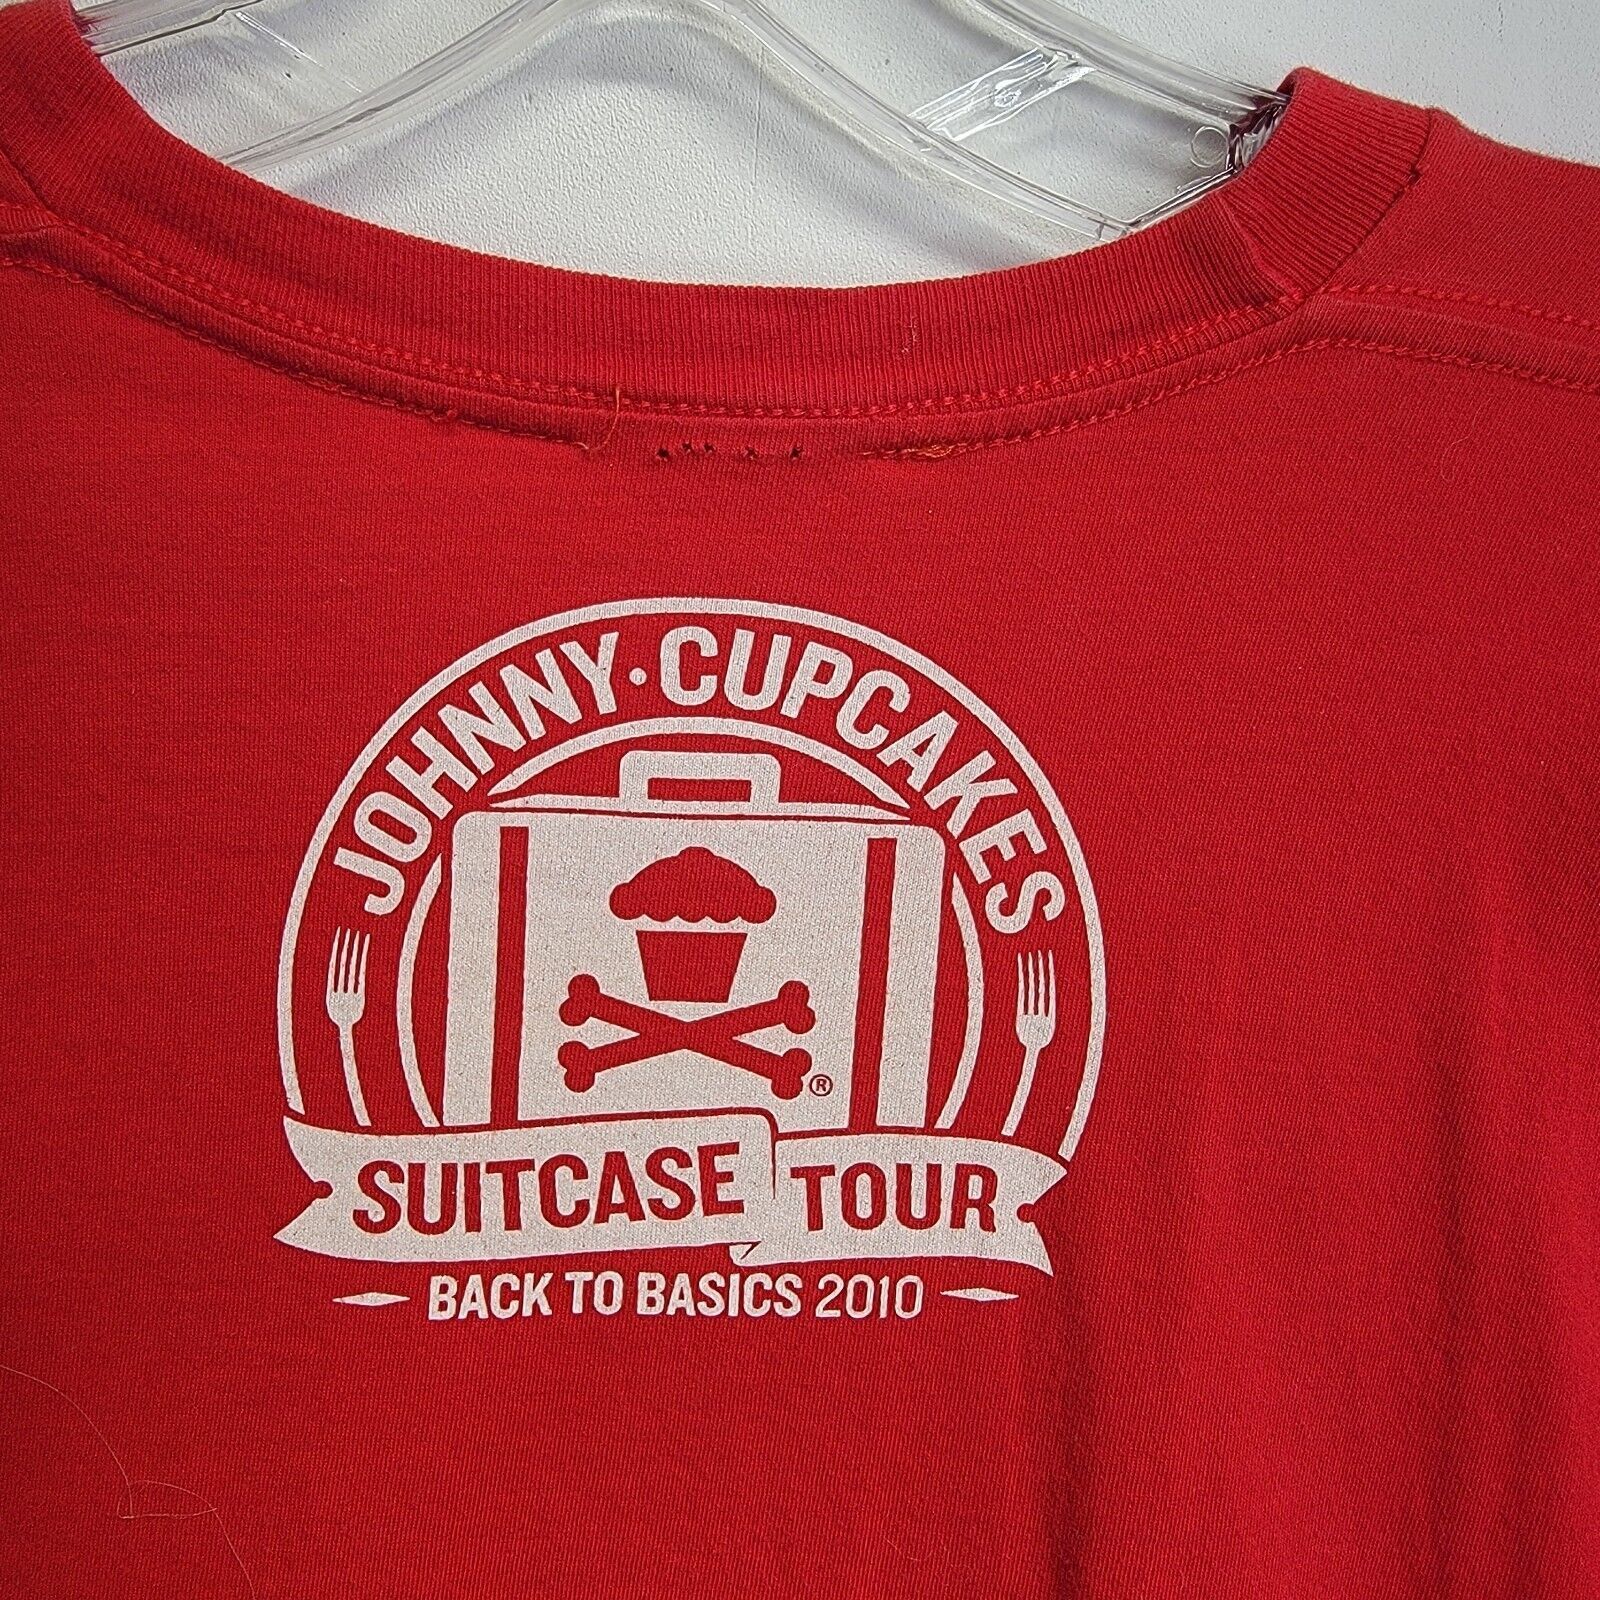 JOHNNY·CUPCAKES
®
SUITCASE TOUR
BACK TO BASICS 2010